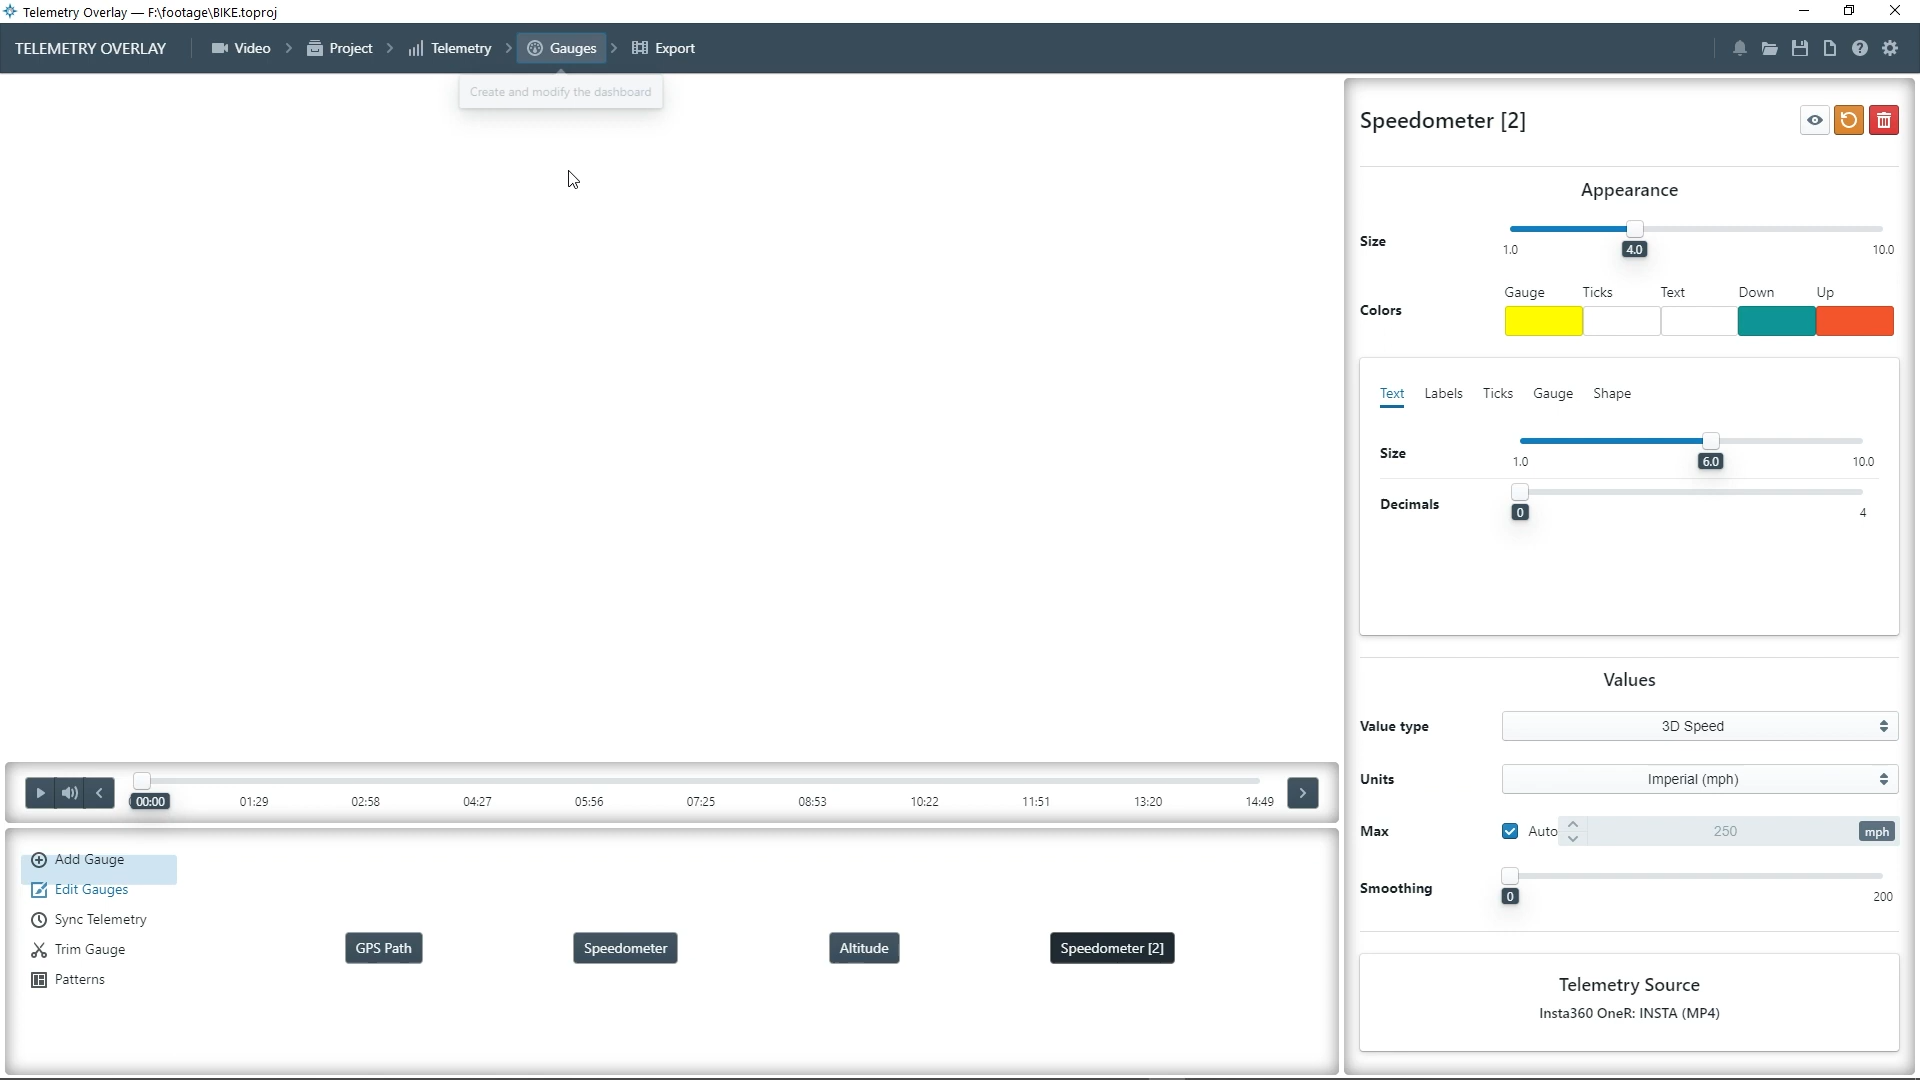 Telemetry Overlay — F:\footage\BIKE.toproj
TELEMETRY OVERLAY
Video
Project
Telemetry
Gauges
Export
Create and modify the dashboard
Speedometer [2]
Appearance
Size
1.0
4.0
10.0
Colors
Gauge
Ticks
Text
Down
Up
Text
Labels
Ticks
Gauge
Shape
Size
1.0
6.0
10.0
Decimals
0
4
Values
Value type
3D Speed
Units
Imperial (mph)
Max
Auto
250
mph
Smoothing
0
200
Telemetry Source
Insta360 OneR: INSTA (MP4)
00:00
01:29
02:58
04:27
05:56
07:25
08:53
10:22
11:51
13:20
14:49
Add Gauge
Edit Gauges
Sync Telemetry
Trim Gauge
Patterns
GPS Path
Speedometer
Altitude
Speedometer [2]